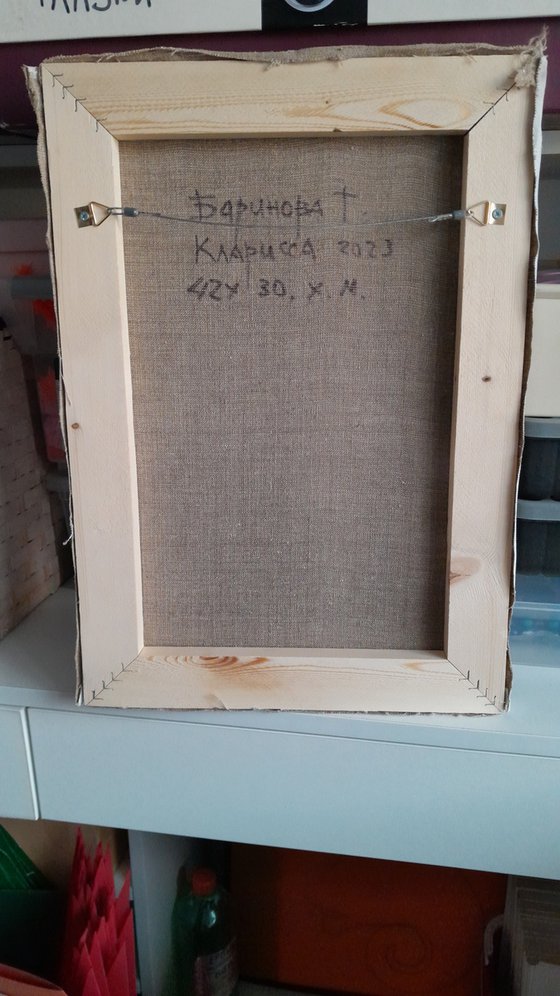 Баринова Т.
Кларисса 2023
42х 30. х. м.